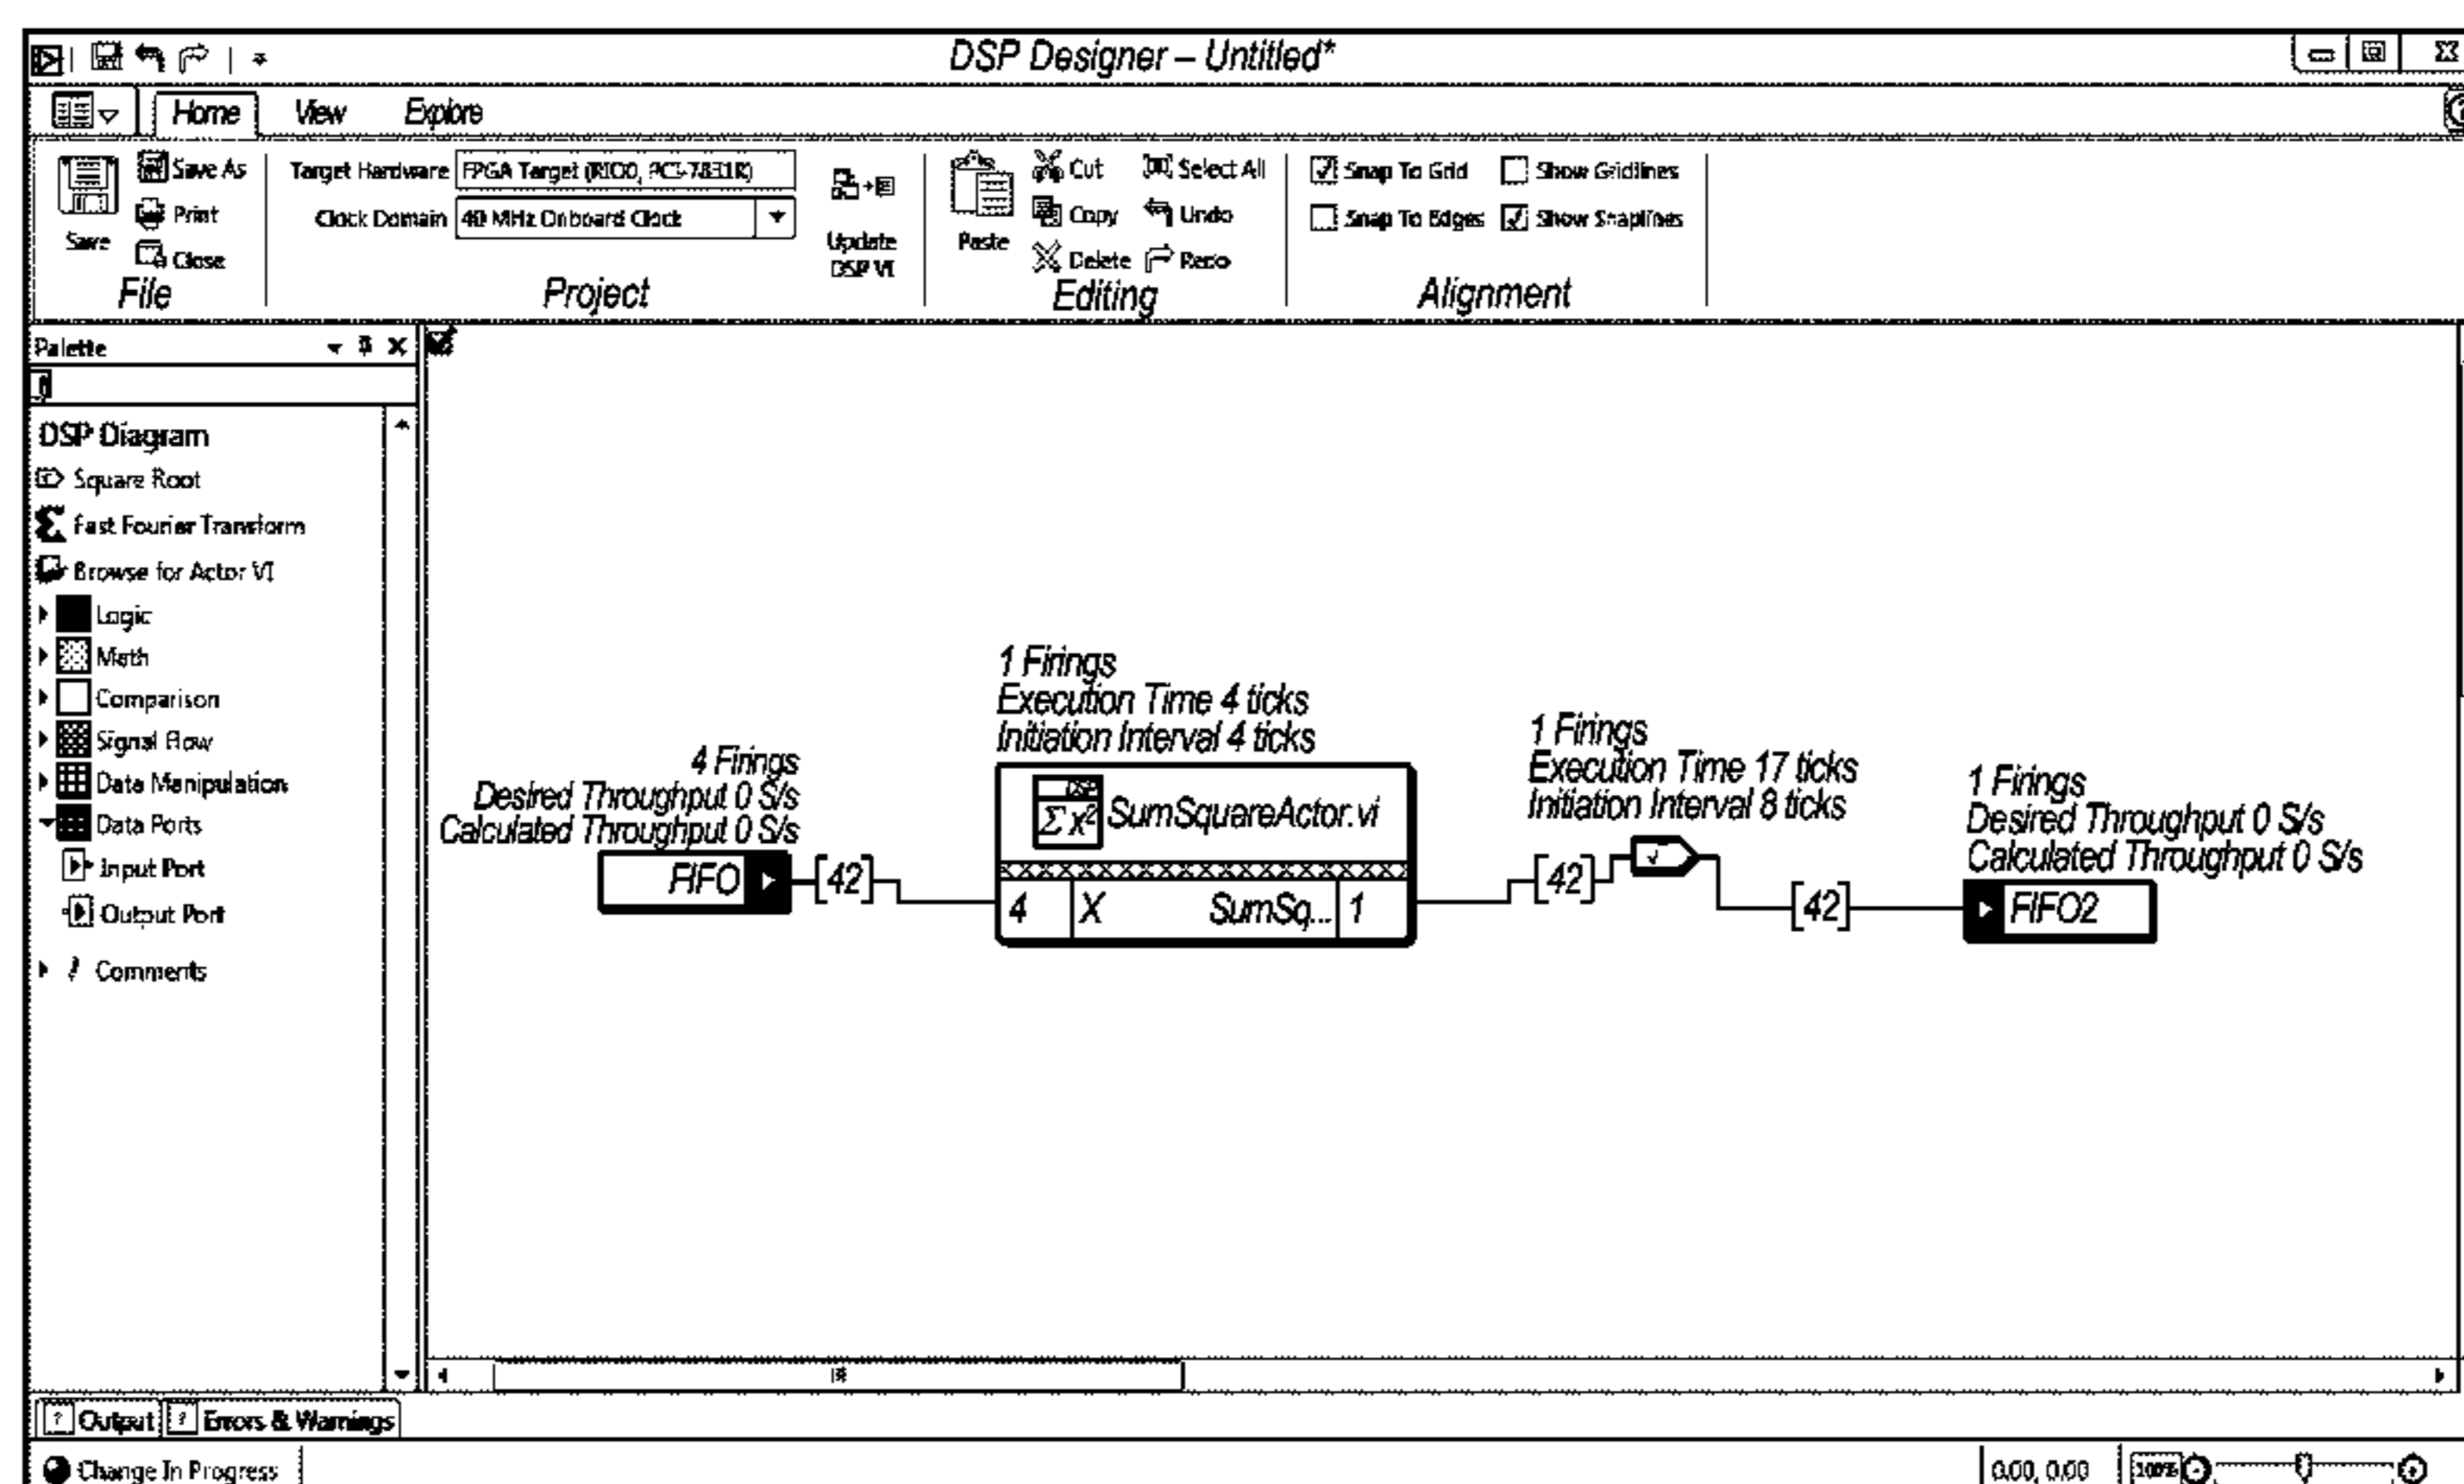 DSP Designer – Untitled*
Home View Explore
Save
Save As
Print
Close
File
Target Hardware FPGA Target (RIO0, PCI-7831R)
Clock Domain 40 MHz Onboard Clock
Update
DSP VI
Project
Paste
Cut
Copy
Delete
Select All
Undo
Redo
Editing
Snap To Grid
Show Gridlines
Snap To Edges
Show Snaplines
Alignment
Palette
DSP Diagram
Square Root
Fast Fourier Transform
Browse for Actor VI
Logic
Math
Comparison
Signal Flow
Data Manipulation
Data Ports
Input Port
Output Port
Comments
4 Firings
Desired Throughput 0 S/s
Calculated Throughput 0 S/s
FIFO
[42]
1 Firings
Execution Time 4 ticks
Initiation Interval 4 ticks
DSP
Σx²
SumSquareActor.vi
4 X SumSq... 1
[42]
1 Firings
Execution Time 17 ticks
Initiation Interval 8 ticks
√
[42]
1 Firings
Desired Throughput 0 S/s
Calculated Throughput 0 S/s
FIFO2
Output
Errors & Warnings
Change In Progress
0.00, 0.00
100%